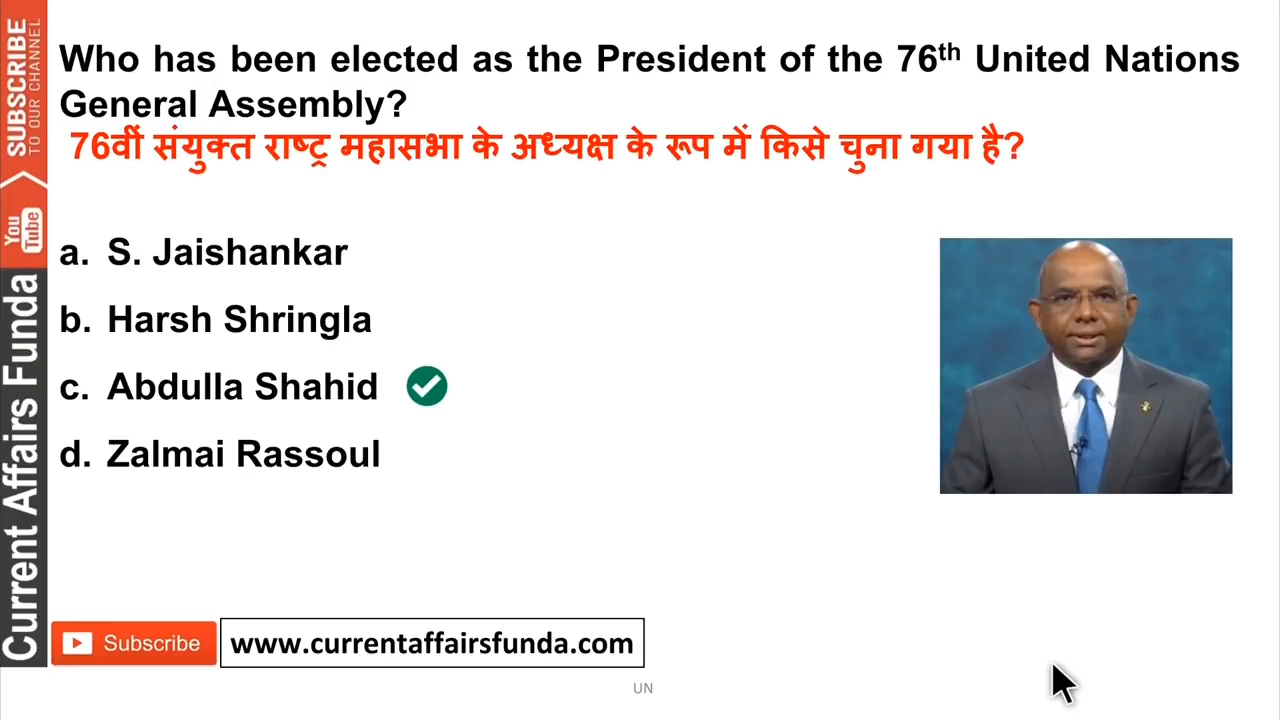 Who has been elected as the President of the 76th United Nations
General Assembly?
76वीं संयुक्त राष्ट्र महासभा के अध्यक्ष के रूप में किसे चुना गया है?
a. S. Jaishankar
b. Harsh Shringla
c. Abdulla Shahid
d. Zalmai Rassoul
SUBSCRIBE
TO OUR CHANNEL
You
Tube
Current Affairs Funda
Subscribe
www.currentaffairsfunda.com
UN